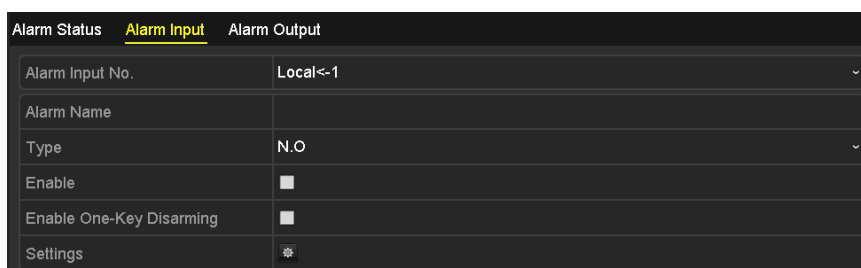 Alarm Status Alarm Input Alarm Output
Alarm Input No. Local<-1
Alarm Name
Type N.O
Enable
Enable One-Key Disarming
Settings